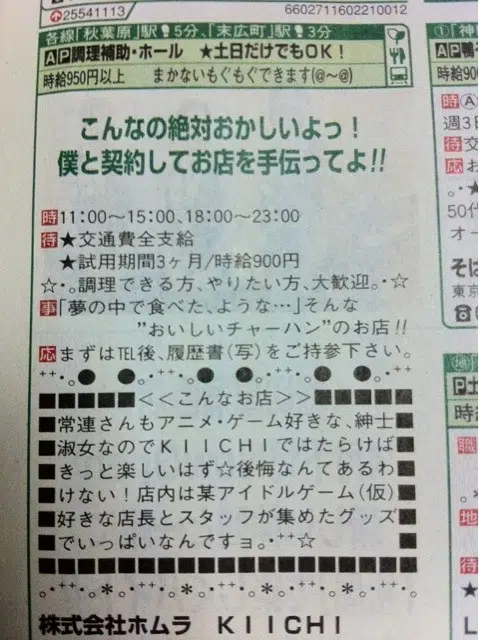 25541113
6602711602210012
各線「秋葉原」駅 5分、「末広町」駅 3分
AP調理補助・ホール ★土日だけでもOK!
時給950円以上 まかないもぐもぐできます(@〜@)
こんなの絶対おかしいよっ!
僕と契約してお店を手伝ってよ!!
時11:00〜15:00、18:00〜23:00
待★交通費全支給
★試用期間3ヶ月/時給900円
☆・。調理できる方、やりたい方、大歓迎。・☆
事「夢の中で食べた、ような…」そんな
"おいしいチャーハン"のお店!!
応まずはTEL後、履歴書(写)をご持参下さい。
++・。● ●・++・。● ●・++・。● ●・。
■■■■■<<こんなお店>>■■■■■
■常連さんもアニメ・ゲーム好きな、紳士■
■淑女なのでKIICHIではたらけば■
■きっと楽しいはず☆後悔なんてあるわ■
■けない!店内は某アイドルゲーム(仮)■
■好きな店長とスタッフが集めたグッズ■
■でいっぱいなんですョ。・++☆ ■
■■■■■■■■■■■■■■■■■■■
。・++・。*。・++・。*。・++・。*。・++・。
株式会社ホムラ KIICHI
①「神
AP鴨
時給90
時A
週3日
待交
応お
。・★
50代
オー
そば
東京
☎0
P土
時給
職
。*
地
待
★
L